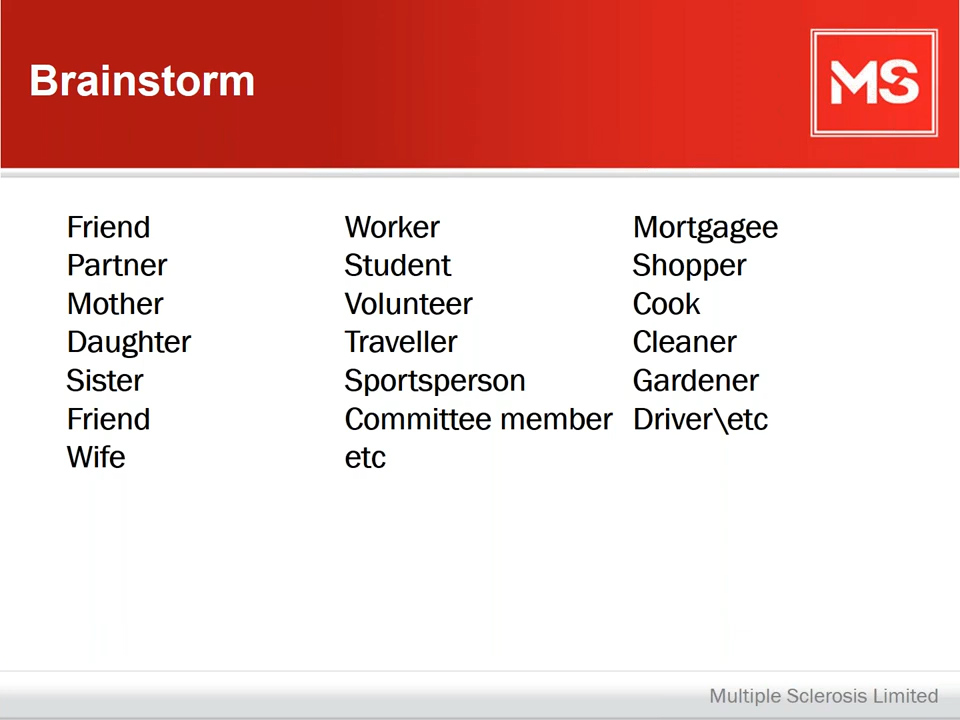 Brainstorm
MS
Friend
Partner
Mother
Daughter
Sister
Friend
Wife
Worker
Student
Volunteer
Traveller
Sportsperson
Committee member
etc
Mortgagee
Shopper
Cook
Cleaner
Gardener
Driver\etc
Multiple Sclerosis Limited